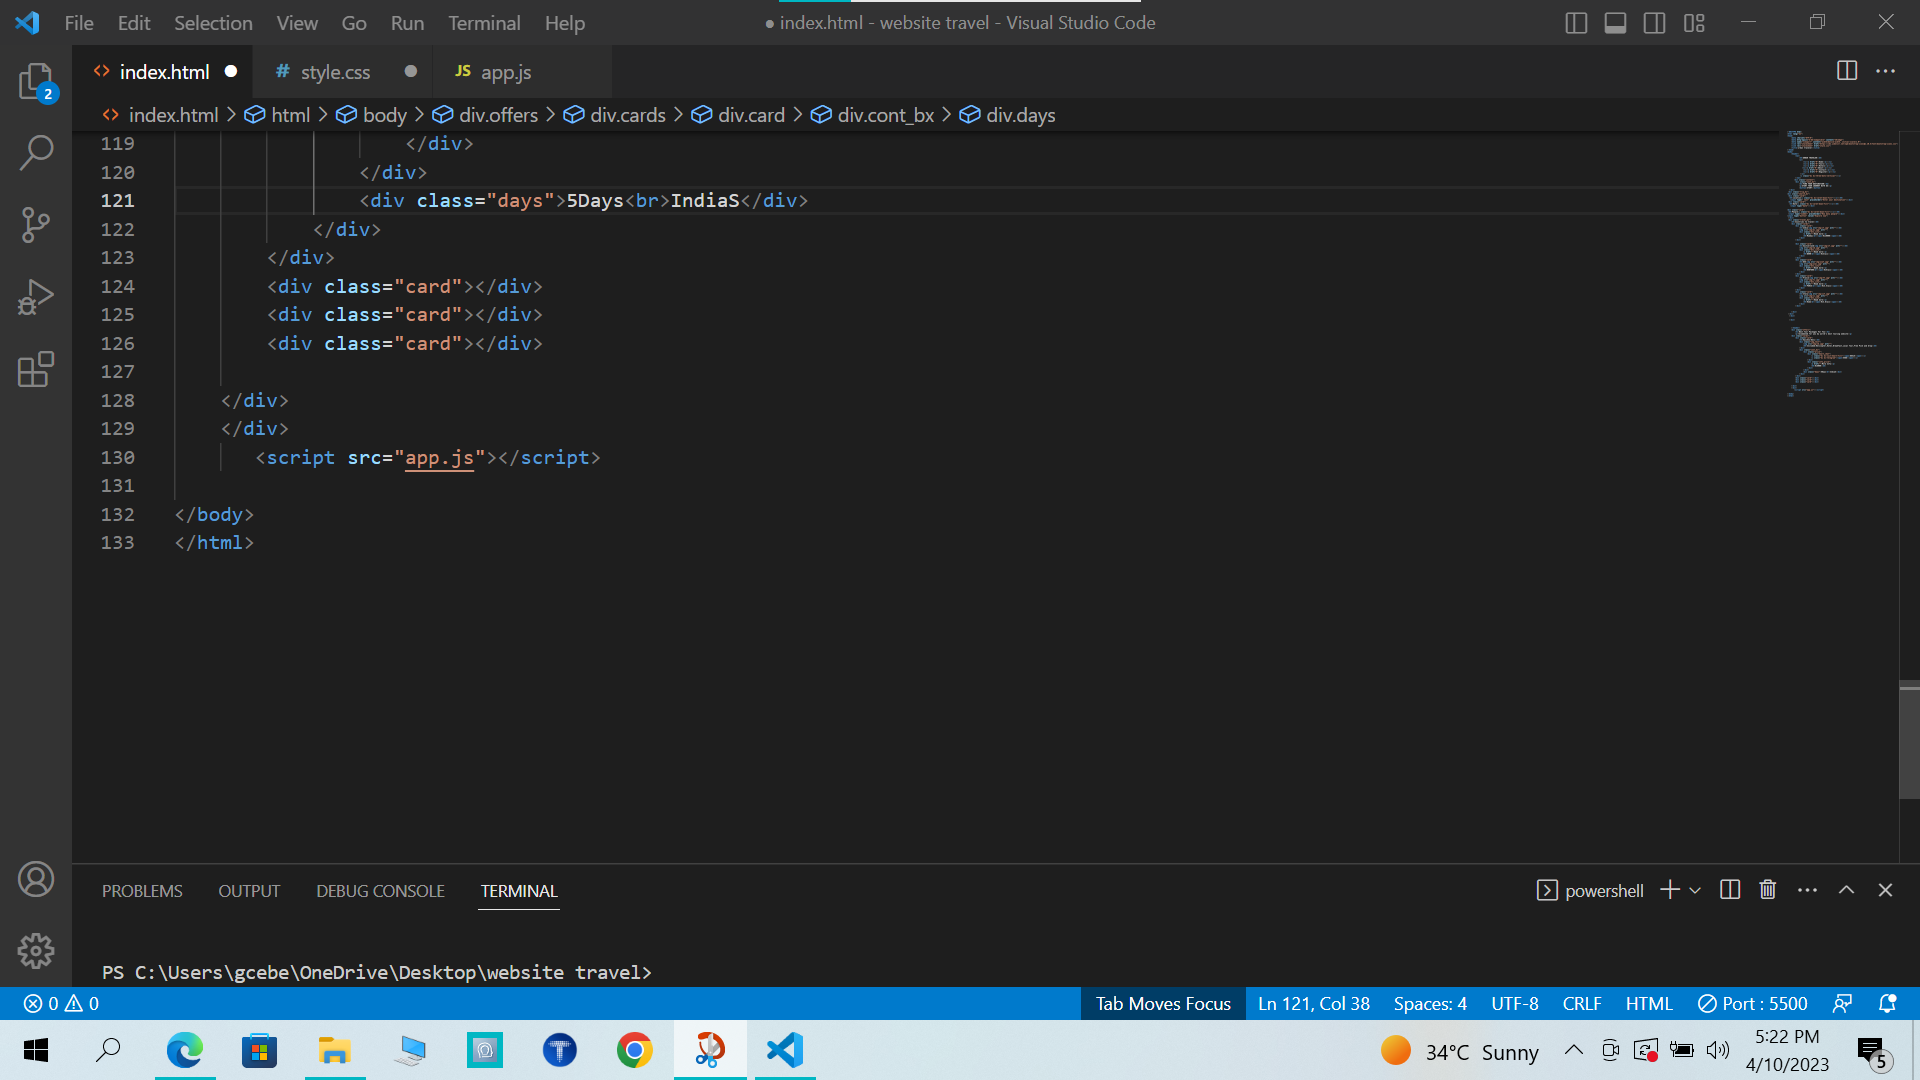 File Edit Selection View Go Run Terminal Help
● index.html - website travel - Visual Studio Code
index.html
# style.css
JS app.js
2
index.html > html > body > div.offers > div.cards > div.card > div.cont_bx > div.days
119 </div>
120 </div>
121 <div class="days">5Days<br>IndiaS</div>
122 </div>
123 </div>
124 <div class="card"></div>
125 <div class="card"></div>
126 <div class="card"></div>
127
128 </div>
129 </div>
130 <script src="app.js"></script>
131
132 </body>
133 </html>
PROBLEMS OUTPUT DEBUG CONSOLE TERMINAL
powershell
PS C:\Users\gcebe\OneDrive\Desktop\website travel>
0 0
Tab Moves Focus Ln 121, Col 38 Spaces: 4 UTF-8 CRLF HTML Port : 5500
34°C Sunny
5:22 PM
4/10/2023
5